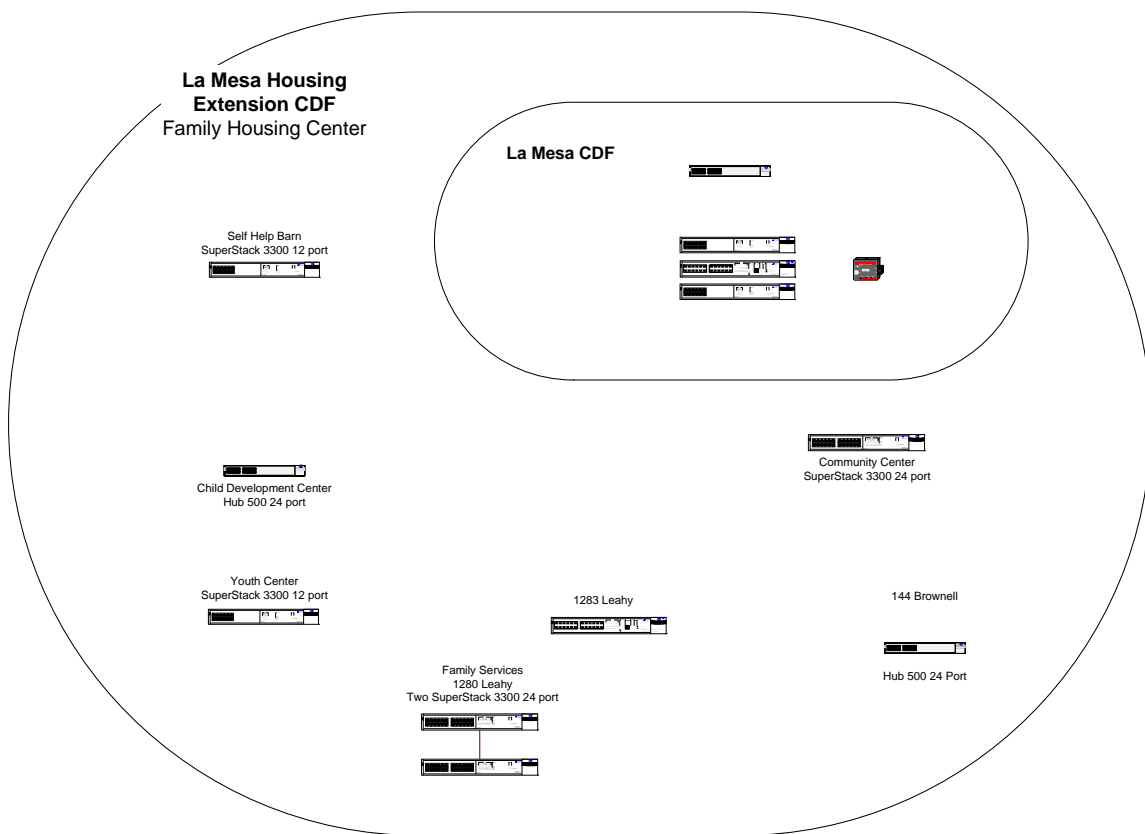 La Mesa Housing
Extension CDF
Family Housing Center
La Mesa CDF
Self Help Barn
SuperStack 3300 12 port
Community Center
SuperStack 3300 24 port
Child Development Center
Hub 500 24 port
Youth Center
SuperStack 3300 12 port
1283 Leahy
144 Brownell
Hub 500 24 Port
Family Services
1280 Leahy
Two SuperStack 3300 24 port